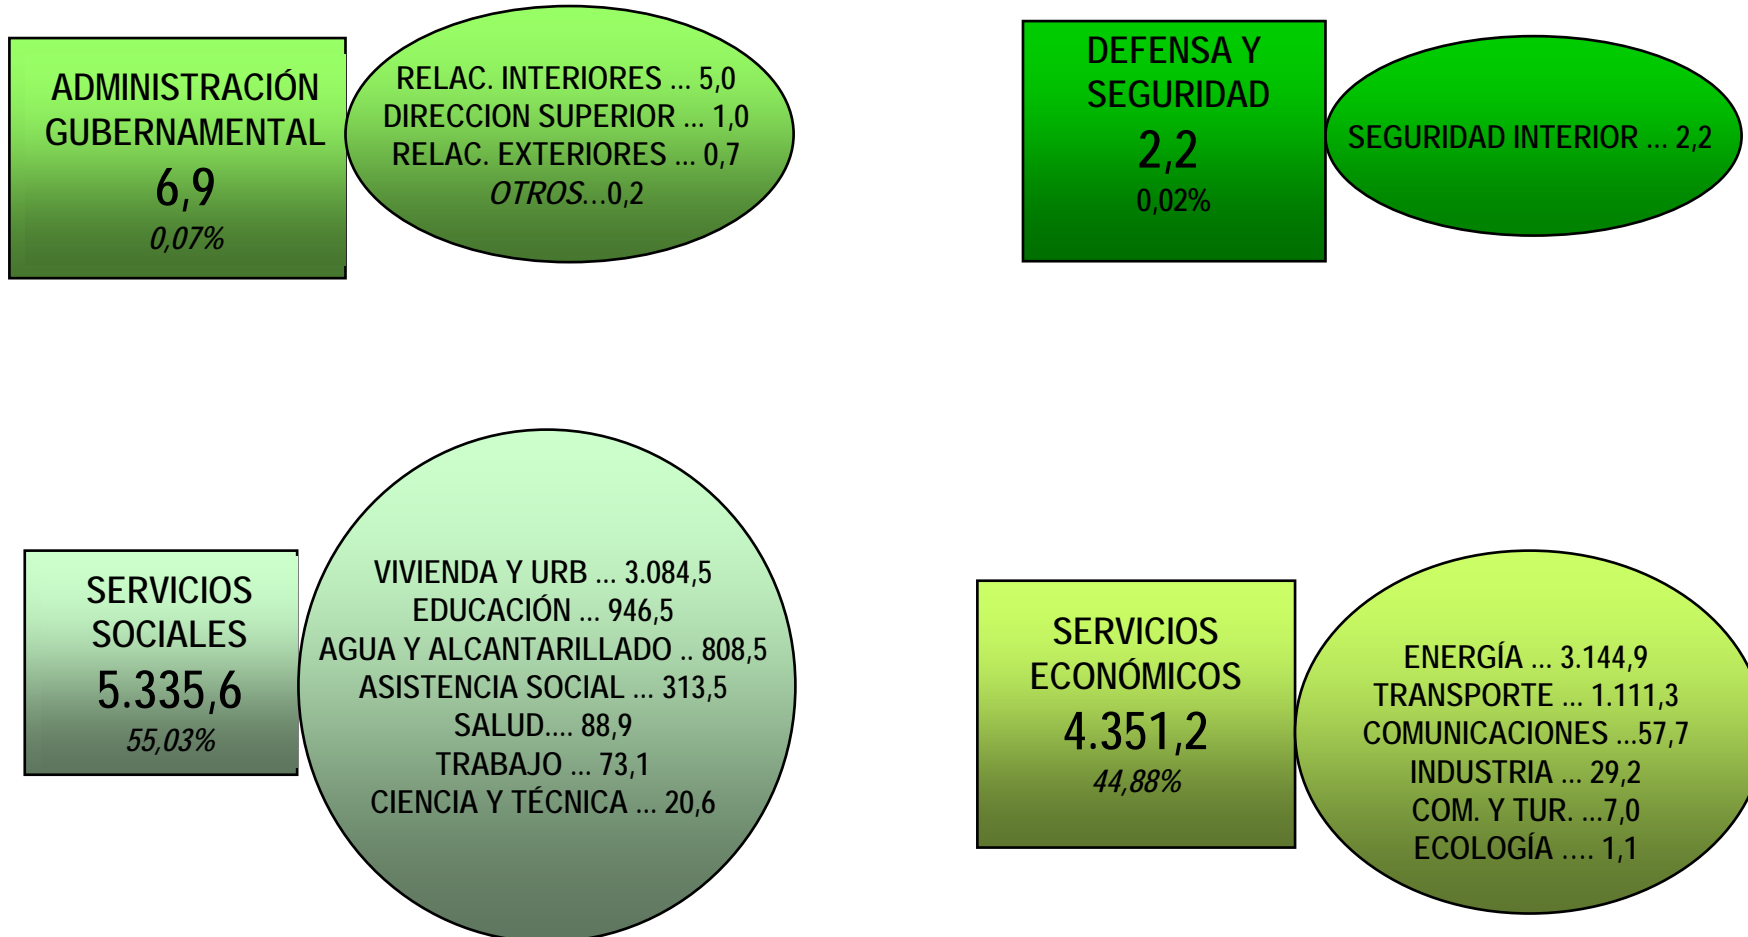 ADMINISTRACIÓN
GUBERNAMENTAL
6,9
0,07%
RELAC. INTERIORES ... 5,0
DIRECCION SUPERIOR ... 1,0
RELAC. EXTERIORES ... 0,7
OTROS...0,2
DEFENSA Y
SEGURIDAD
2,2
0,02%
SEGURIDAD INTERIOR ... 2,2
SERVICIOS
SOCIALES
5.335,6
55,03%
VIVIENDA Y URB ... 3.084,5
EDUCACIÓN ... 946,5
AGUA Y ALCANTARILLADO .. 808,5
ASISTENCIA SOCIAL ... 313,5
SALUD.... 88,9
TRABAJO ... 73,1
CIENCIA Y TÉCNICA ... 20,6
SERVICIOS
ECONÓMICOS
4.351,2
44,88%
ENERGÍA ... 3.144,9
TRANSPORTE ... 1.111,3
COMUNICACIONES ...57,7
INDUSTRIA ... 29,2
COM. Y TUR. ...7,0
ECOLOGÍA .... 1,1